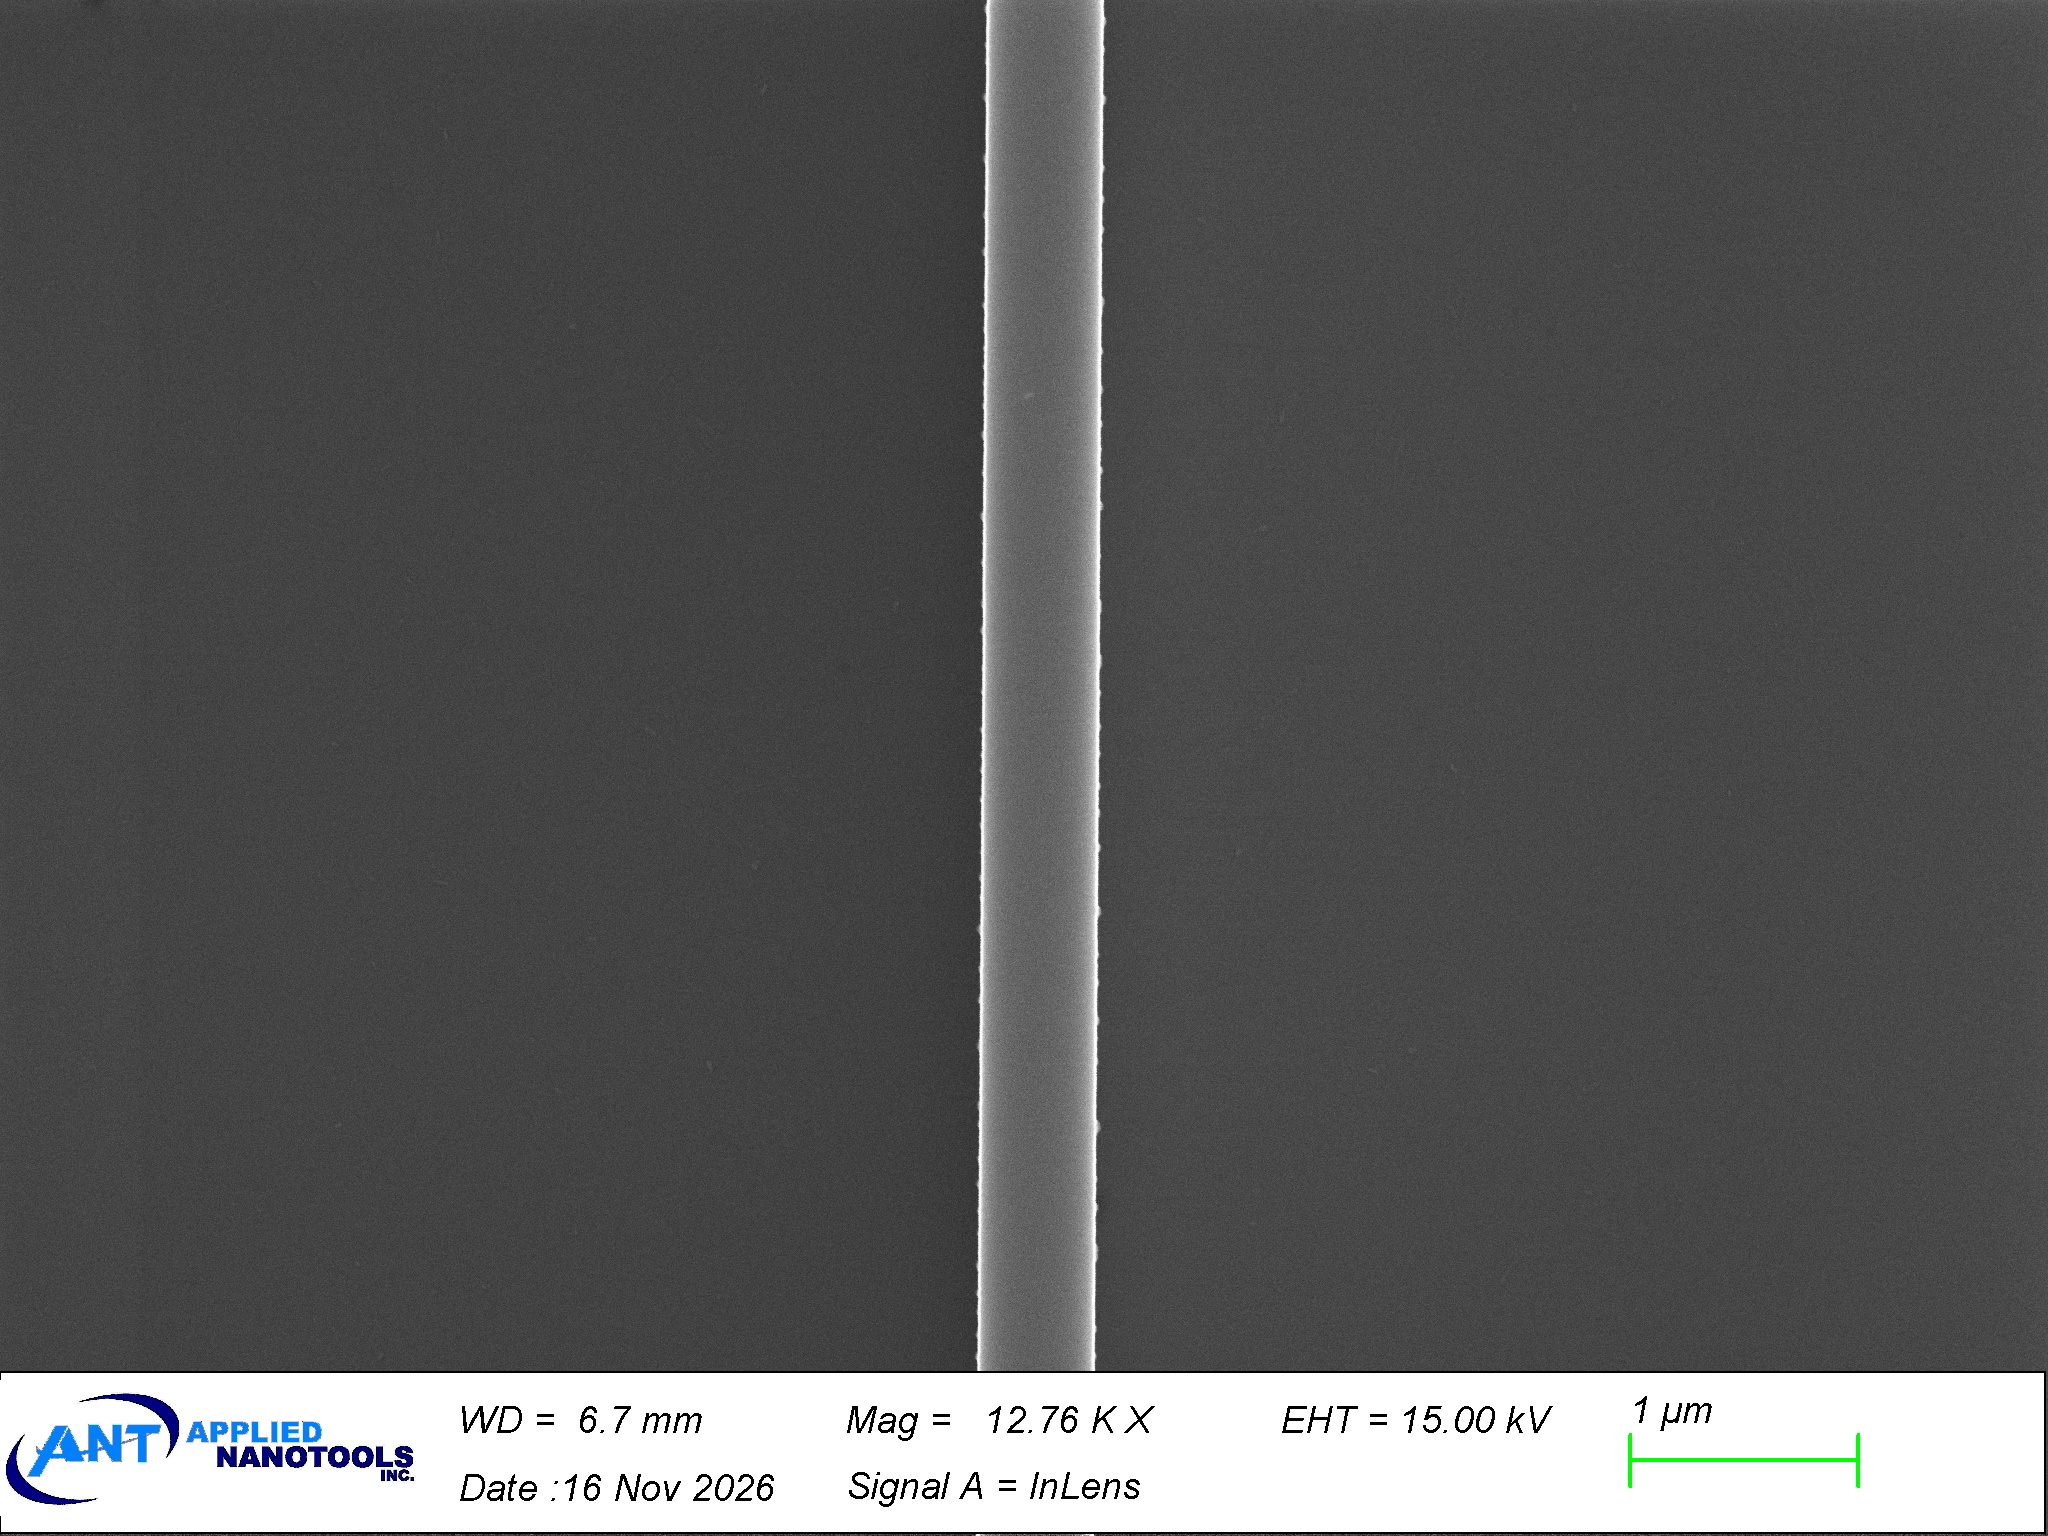 ANT APPLIED
NANOTOOLS
INC.
WD = 6.7 mm
Mag = 12.76 K X
EHT = 15.00 kV
1 µm
Date :16 Nov 2026
Signal A = InLens